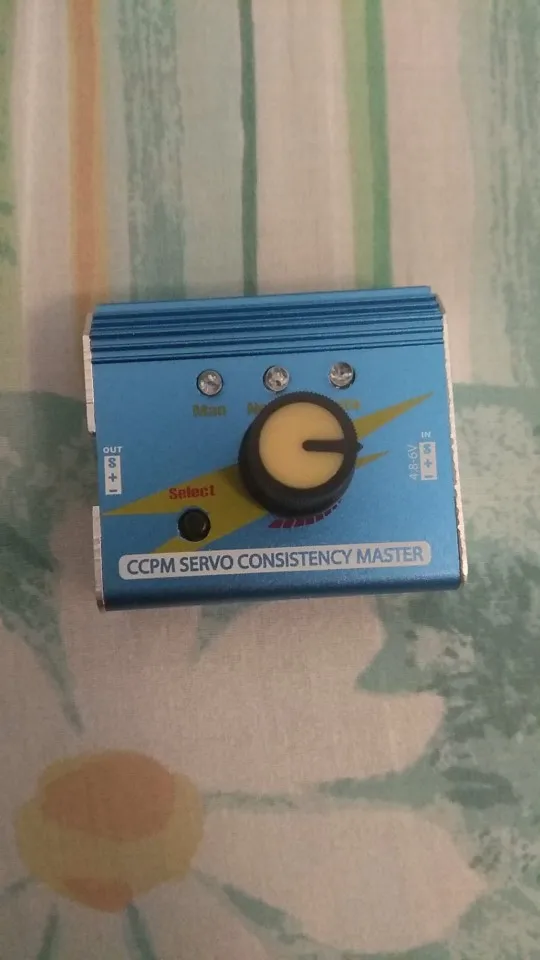 Man
OUT
S + -
IN
S + -
4.8-6V
Select
CCPM SERVO CONSISTENCY MASTER